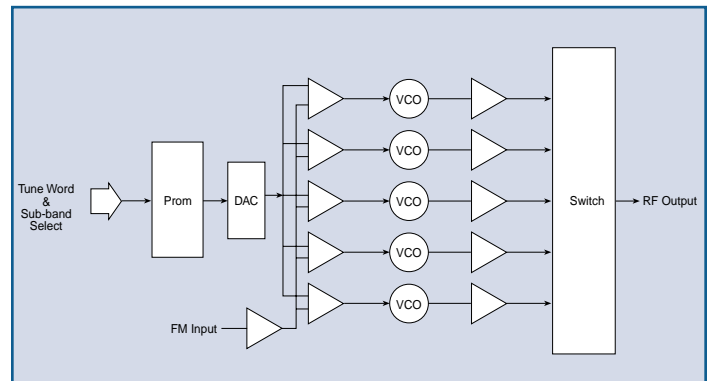 Tune Word
&
Sub-band
Select
Prom
DAC
VCO
VCO
VCO
VCO
VCO
Switch
RF Output
FM Input